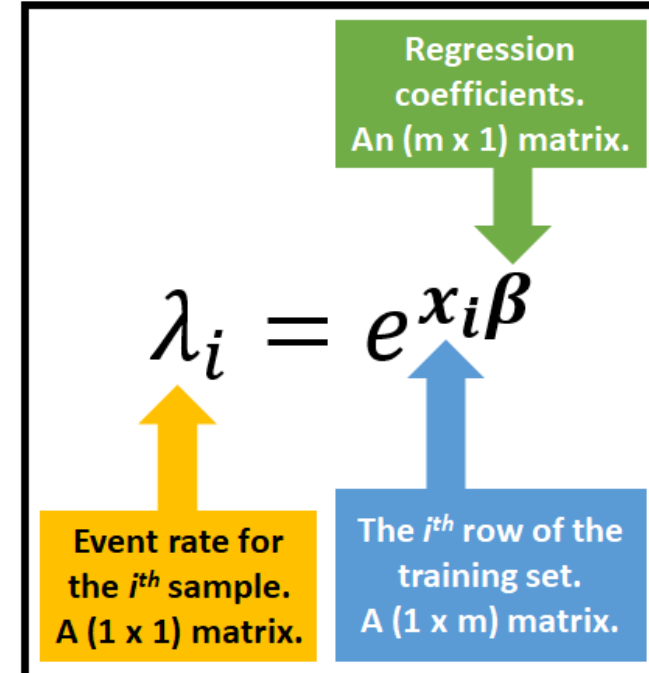 Regression
coefficients.
An (m x 1) matrix.
λᵢ = e^{xᵢβ}
Event rate for
the iᵗʰ sample.
A (1 x 1) matrix.
The iᵗʰ row of the
training set.
A (1 x m) matrix.